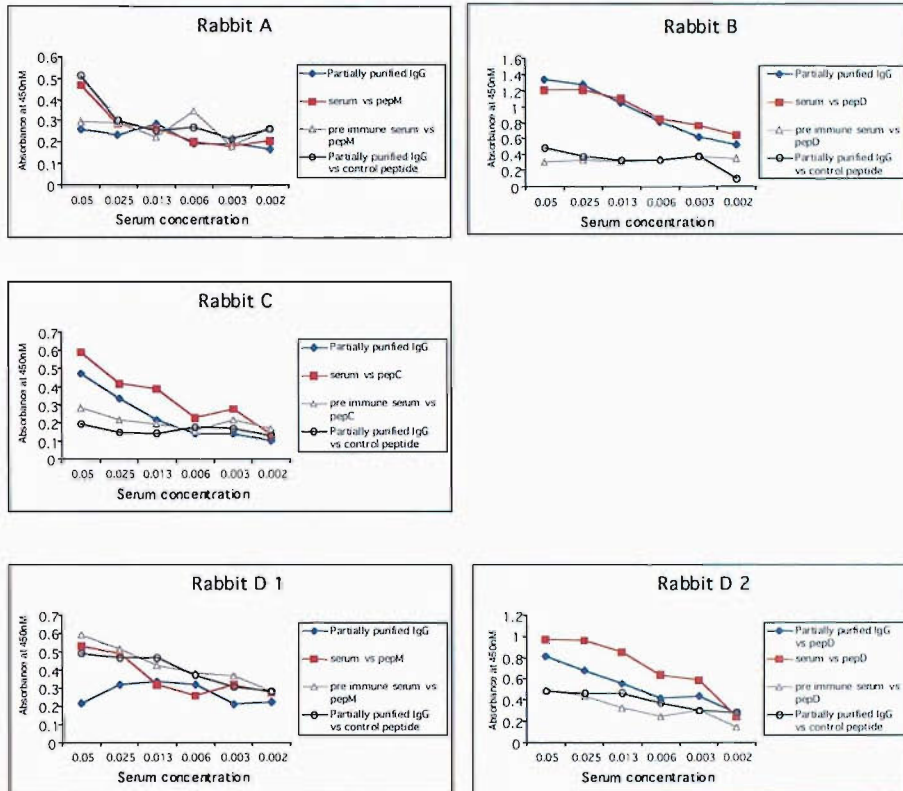 Rabbit A
Absorbance at 450nM
0.6
0.5
0.4
0.3
0.2
0.1
0
0.05 0.025 0.013 0.006 0.003 0.002
Serum concentration
Partially purified IgG
serum vs pepM
pre immune serum vs
pepM
Partially purified IgG
vs control peptide
Rabbit B
Absorbance at 450nM
1.6
1.4
1.2
1
0.8
0.6
0.4
0.2
0
0.05 0.025 0.013 0.006 0.003 0.002
Serum concentration
Partially purified IgG
serum vs pepD
pre immune serum vs
pepD
Partially purified IgG
vs control peptide
Rabbit C
Absorbance at 450nM
0.7
0.6
0.5
0.4
0.3
0.2
0.1
0
0.05 0.025 0.013 0.006 0.003 0.002
Serum concentration
Partially purified IgG
serum vs pepC
pre immune serum vs
pepC
Partially purified IgG
vs control peptide
Rabbit D 1
Absorbance at 450nM
0.7
0.6
0.5
0.4
0.3
0.2
0.1
0
0.05 0.025 0.013 0.006 0.003 0.002
Serum concentration
Partially purified IgG
serum vs pepM
pre immune serum vs
pepM
Partially purified IgG
vs control peptide
Rabbit D 2
Absorbance at 450nM
1.2
1
0.8
0.6
0.4
0.2
0
0.05 0.025 0.013 0.006 0.003 0.002
Serum concentration
Partially purified IgG
vs pepD
serum vs pepD
pre immune serum vs
pepD
Partially purified IgG
vs control peptide